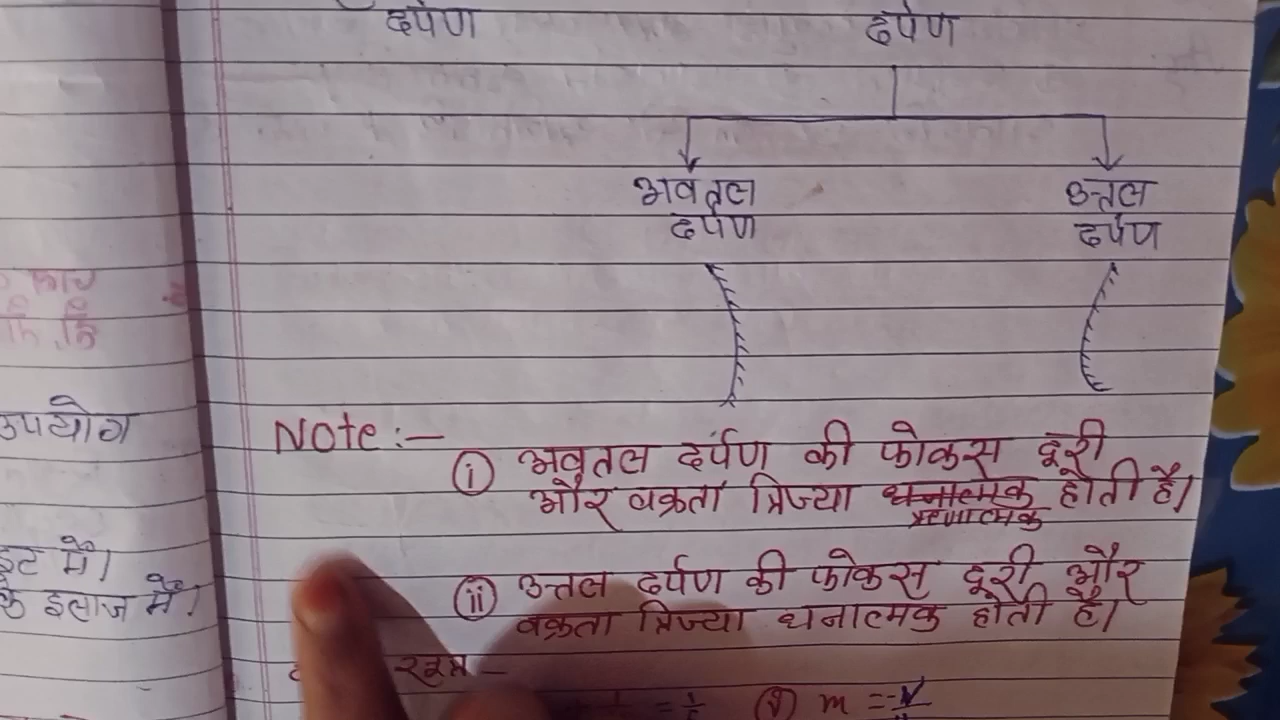 दर्पण दर्पण
अवतल उत्तल
दर्पण दर्पण
उपयोग
Note :-
(i) अवतल दर्पण की फोकस दूरी
और वक्रता त्रिज्या धनात्मक होती है।
ऋणात्मक
में।
के इलाज में।
(ii) उत्तल दर्पण की फोकस दूरी और
वक्रता त्रिज्या धनात्मक होती है।
m = -v